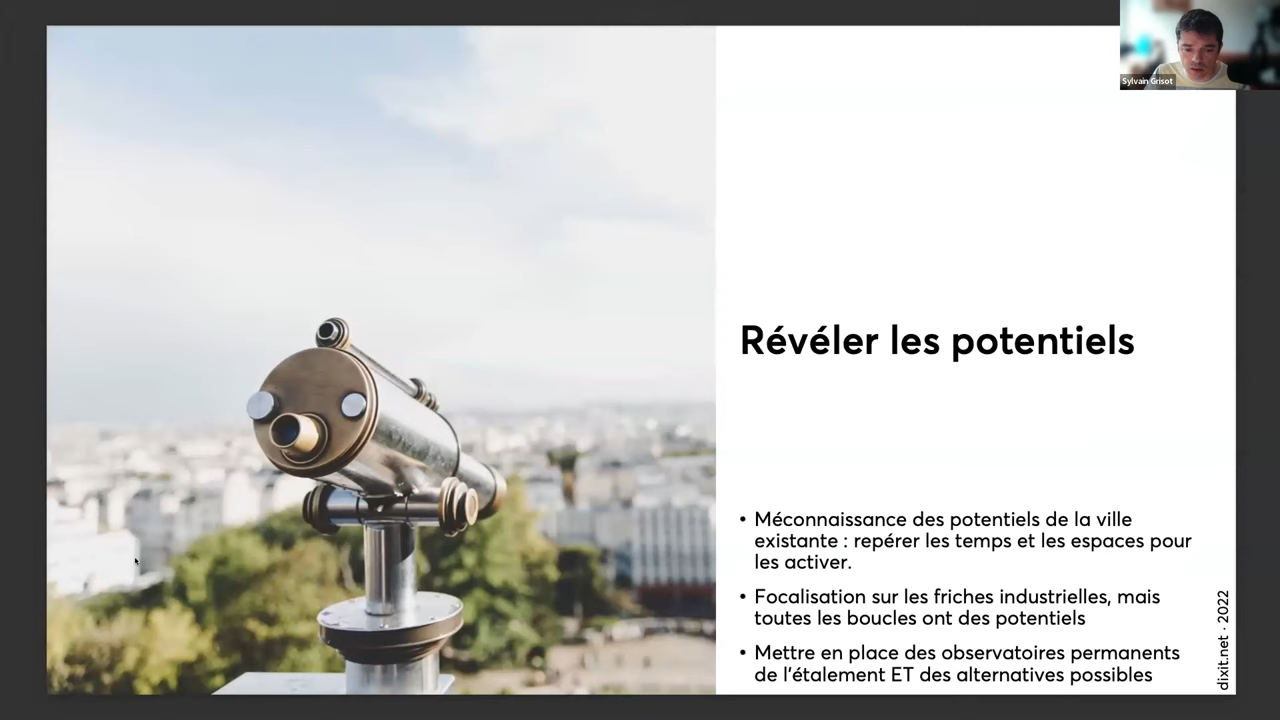 Sylvain Grisot
Révéler les potentiels
• Méconnaissance des potentiels de la ville
existante : repérer les temps et les espaces pour
les activer.
• Focalisation sur les friches industrielles, mais
toutes les boucles ont des potentiels
• Mettre en place des observatoires permanents
de l'étalement ET des alternatives possibles
dixit.net · 2022